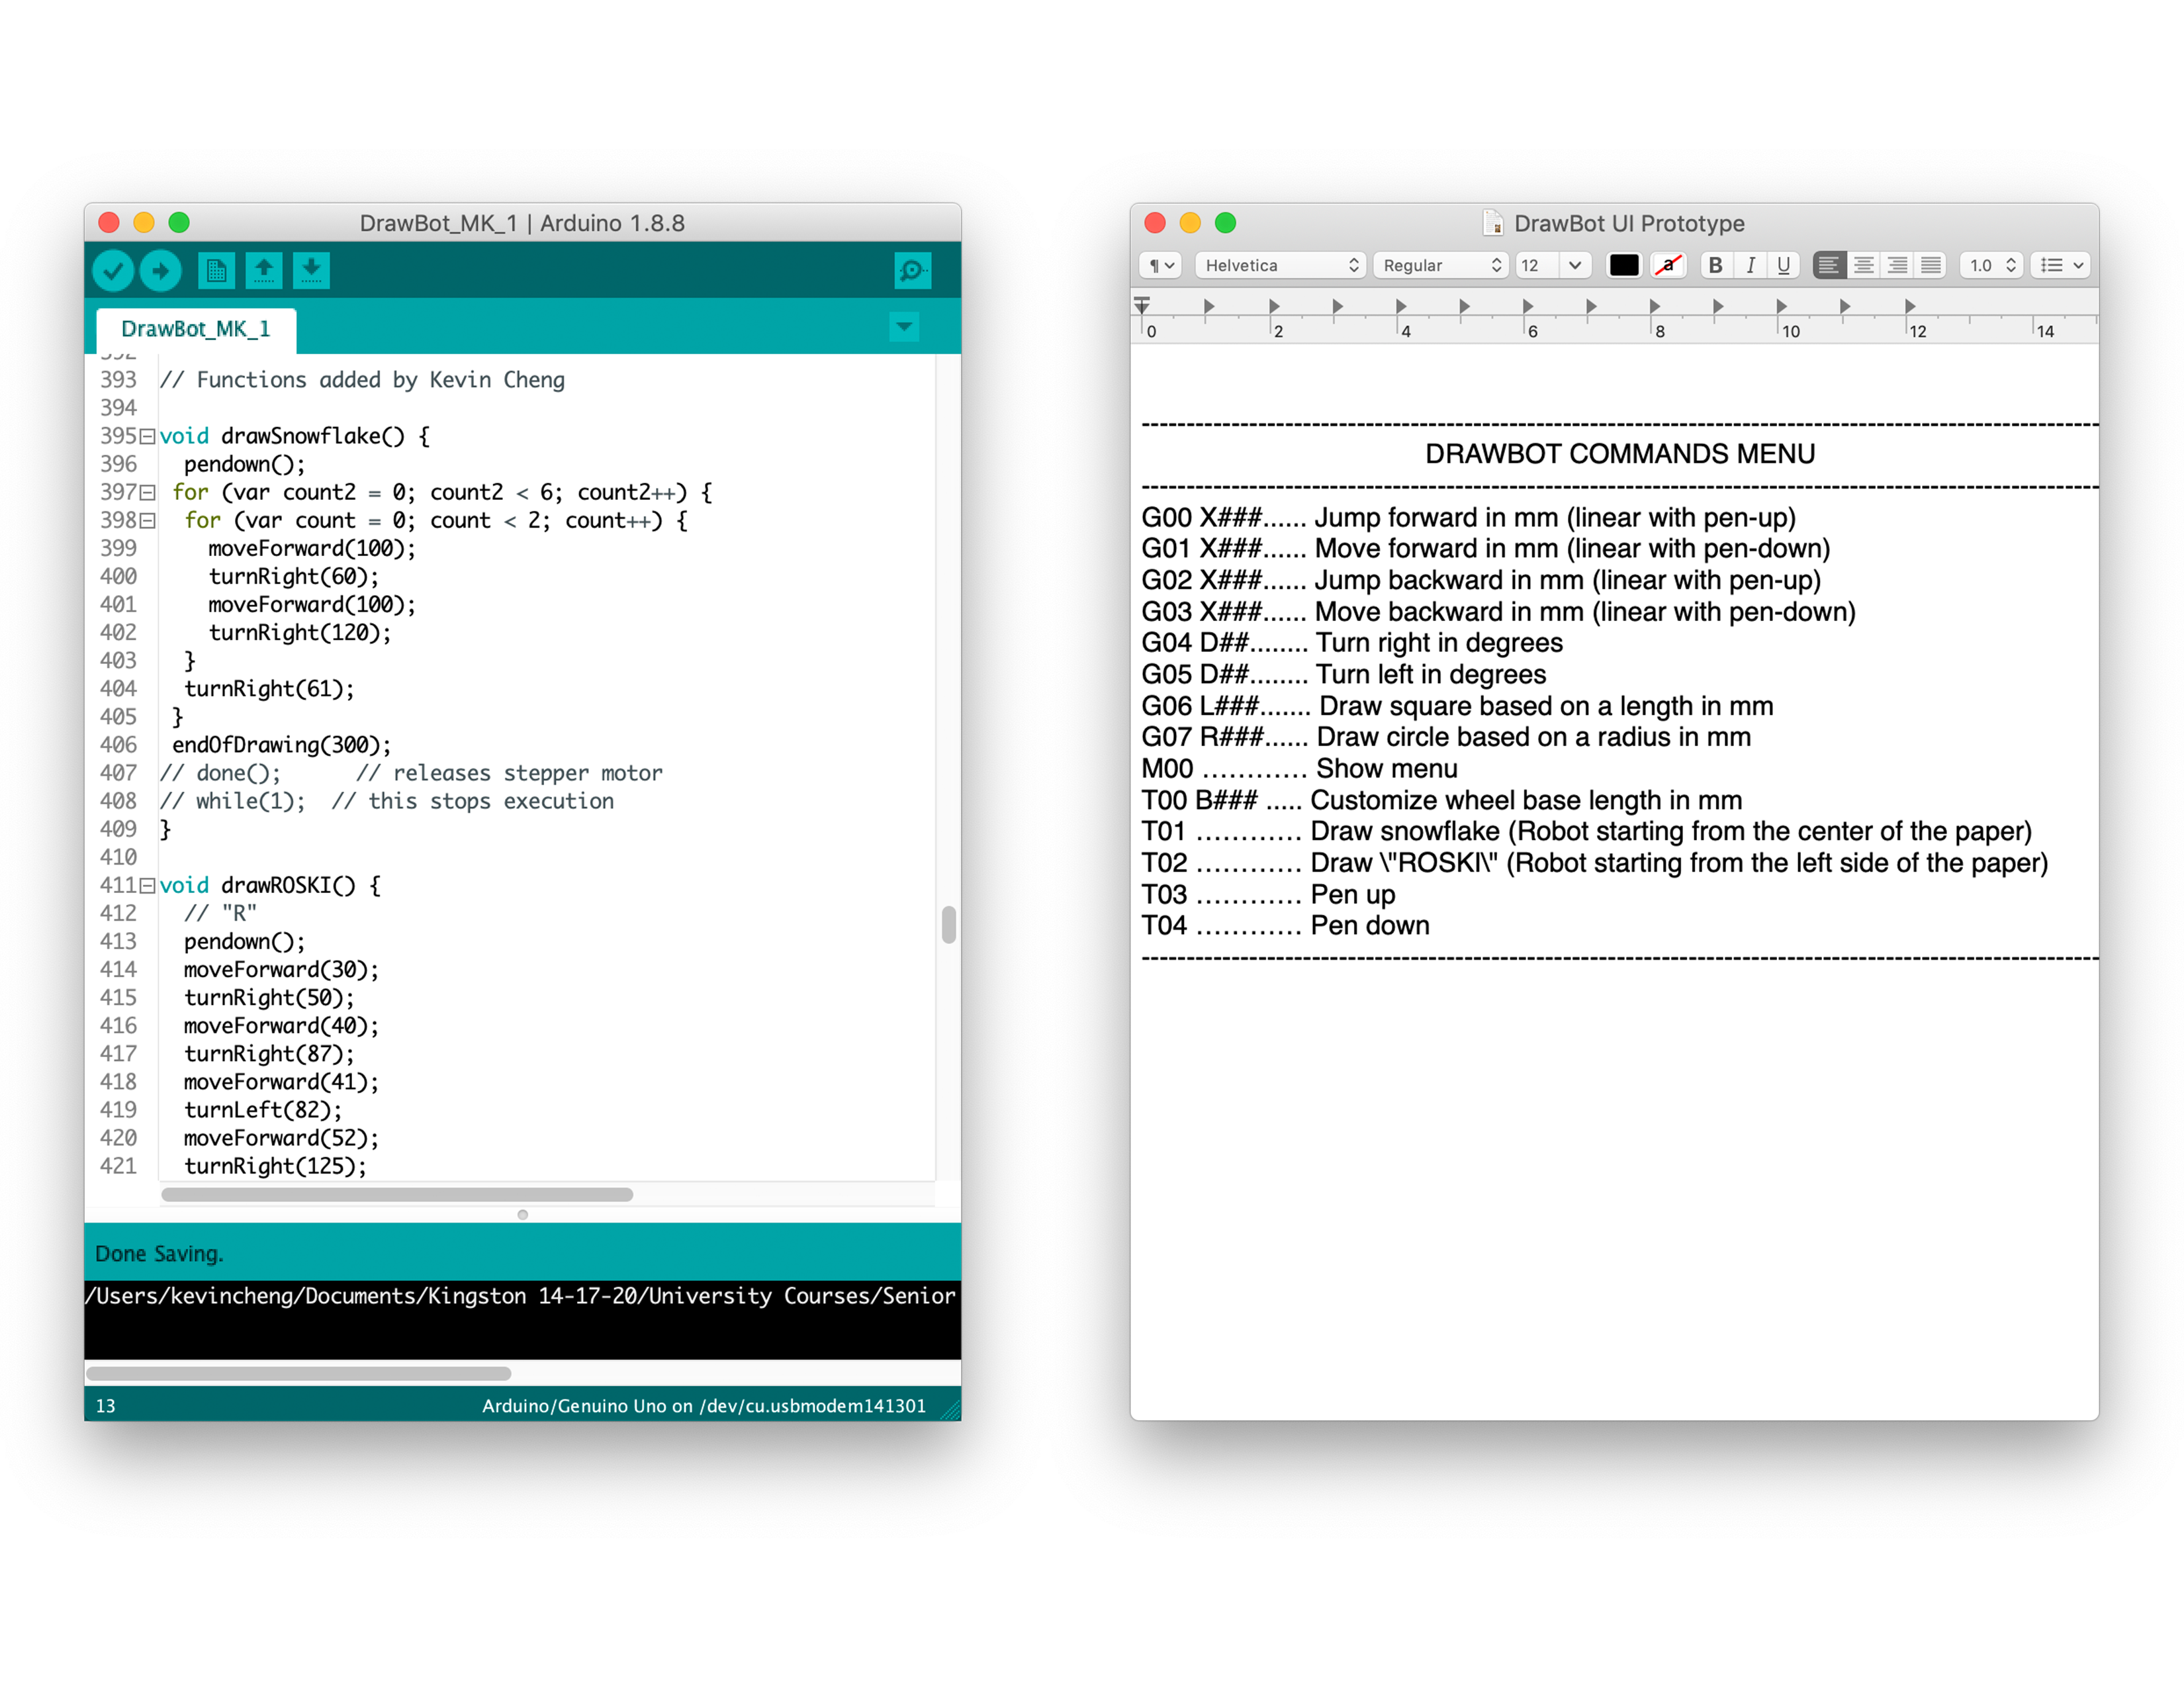 DrawBot_MK_1 | Arduino 1.8.8
DrawBot_MK_1
392
393 // Functions added by Kevin Cheng
394
395 void drawSnowflake() {
396 pendown();
397 for (var count2 = 0; count2 < 6; count2++) {
398 for (var count = 0; count < 2; count++) {
399 moveForward(100);
400 turnRight(60);
401 moveForward(100);
402 turnRight(120);
403 }
404 turnRight(61);
405 }
406 endOfDrawing(300);
407 // done(); // releases stepper motor
408 // while(1); // this stops execution
409 }
410
411 void drawROSKI() {
412 // "R"
413 pendown();
414 moveForward(30);
415 turnRight(50);
416 moveForward(40);
417 turnRight(87);
418 moveForward(41);
419 turnLeft(82);
420 moveForward(52);
421 turnRight(125);
Done Saving.
/Users/kevincheng/Documents/Kingston 14-17-20/University Courses/Senior
13 Arduino/Genuino Uno on /dev/cu.usbmodem141301
DrawBot UI Prototype
¶ Helvetica Regular 12 a B I U 1.0
0 2 4 6 8 10 12 14
DRAWBOT COMMANDS MENU
G00 X###...... Jump forward in mm (linear with pen-up)
G01 X###...... Move forward in mm (linear with pen-down)
G02 X###...... Jump backward in mm (linear with pen-up)
G03 X###...... Move backward in mm (linear with pen-down)
G04 D##........ Turn right in degrees
G05 D##........ Turn left in degrees
G06 L###....... Draw square based on a length in mm
G07 R###...... Draw circle based on a radius in mm
M00 ............ Show menu
T00 B### ..... Customize wheel base length in mm
T01 ............ Draw snowflake (Robot starting from the center of the paper)
T02 ............ Draw \"ROSKI\" (Robot starting from the left side of the paper)
T03 ............ Pen up
T04 ............ Pen down